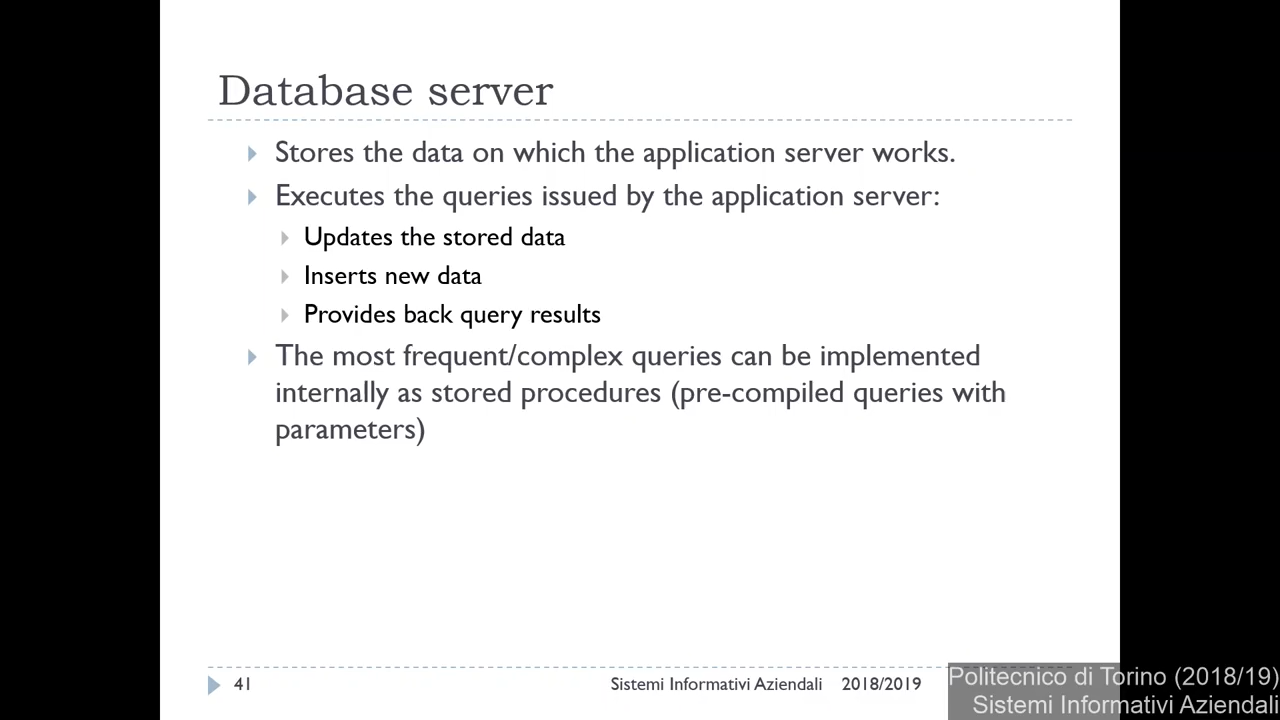 Database server
Stores the data on which the application server works.
Executes the queries issued by the application server:
Updates the stored data
Inserts new data
Provides back query results
The most frequent/complex queries can be implemented
internally as stored procedures (pre-compiled queries with
parameters)
41
Sistemi Informativi Aziendali 2018/2019
Politecnico di Torino (2018/19)
Sistemi Informativi Aziendali